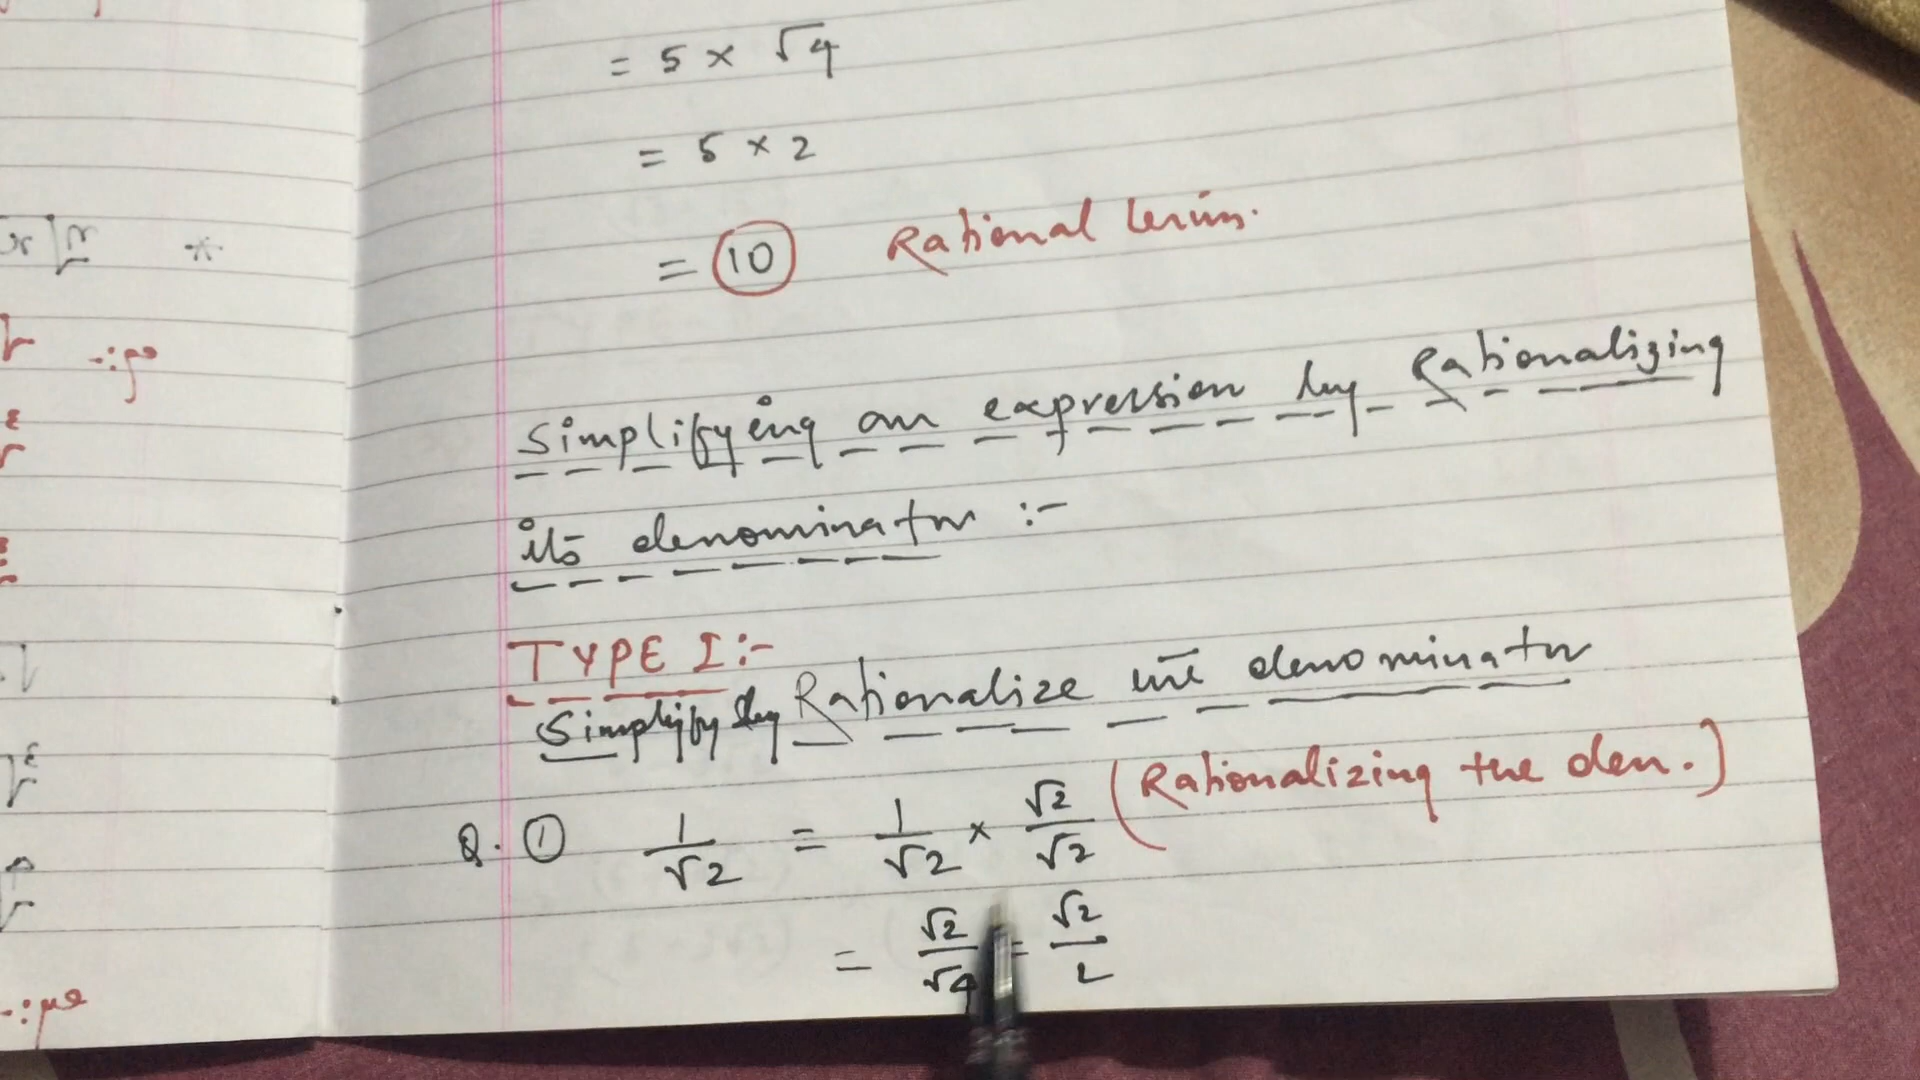 = 5 × √4
= 5 × 2
= 10 Rational term.
Simplifying an expression by Rationalizing
its denominator :-
TYPE I :-
Simplify by Rationalize the denominator
Q. ① 1/√2 = 1/√2 × √2/√2 (Rationalizing the den.)
= √2/√4 = √2/2